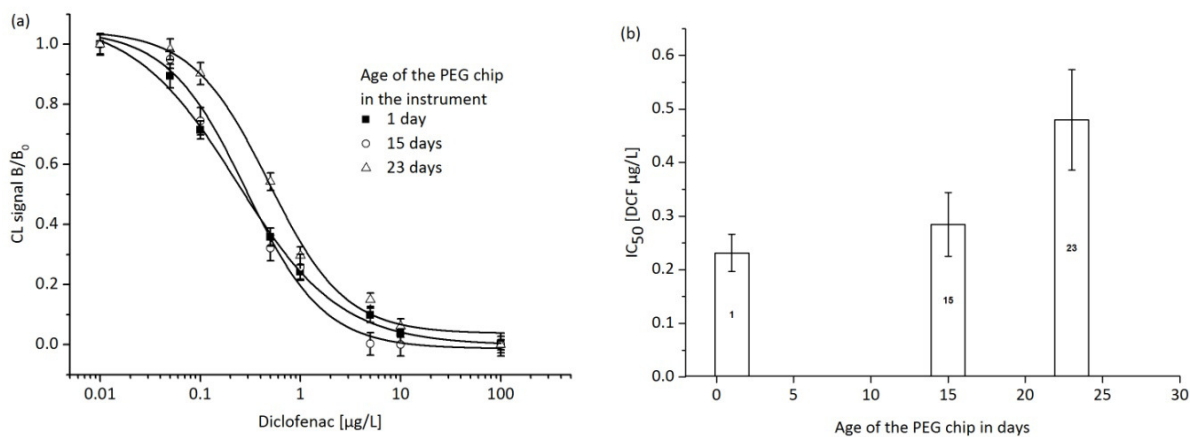 (a)
1.0
0.8
0.6
0.4
0.2
0.0
CL signal B/B₀
0.01
0.1
1
10
100
Diclofenac [µg/L]
Age of the PEG chip
in the instrument
1 day
15 days
23 days
(b)
0.6
0.5
0.4
0.3
0.2
0.1
0.0
IC₅₀ [DCF µg/L]
1
15
23
0
5
10
15
20
25
30
Age of the PEG chip in days